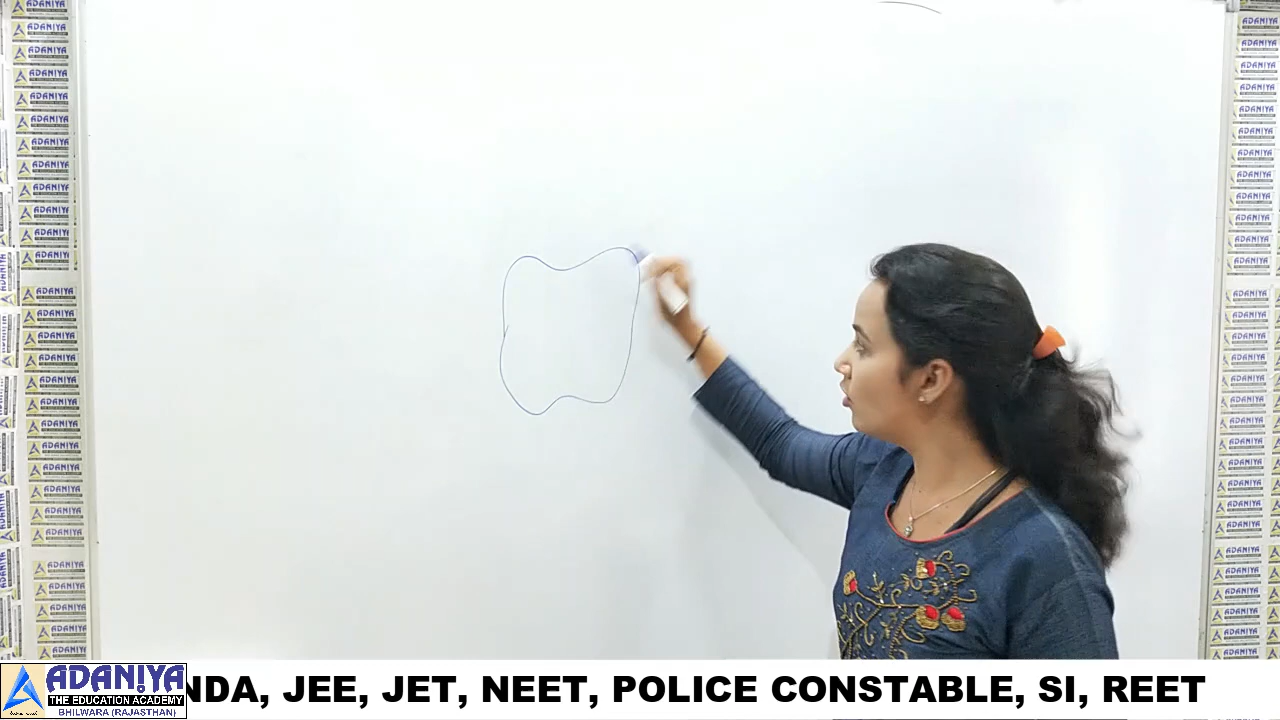 ADANIYA
THE EDUCATION ACADEMY
BHILWARA (RAJASTHAN)
NDA, JEE, JET, NEET, POLICE CONSTABLE, SI, REET